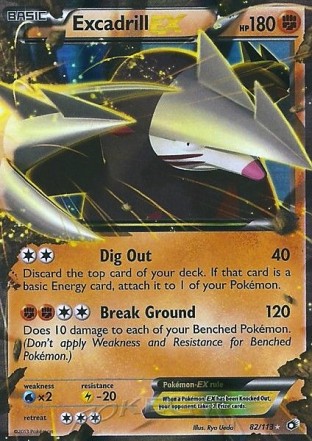 BASIC
Excadrill EX HP 180
Dig Out 40
Discard the top card of your deck. If that card is a
basic Energy card, attach it to 1 of your Pokémon.
Break Ground 120
Does 10 damage to each of your Benched Pokémon.
(Don't apply Weakness and Resistance for Benched
Pokémon.)
weakness resistance
×2 -20
retreat
Pokémon-EX rule
When a Pokémon-EX has been Knocked Out,
your opponent takes 2 Prize cards.
Illus. Ryo Ueda 82/113